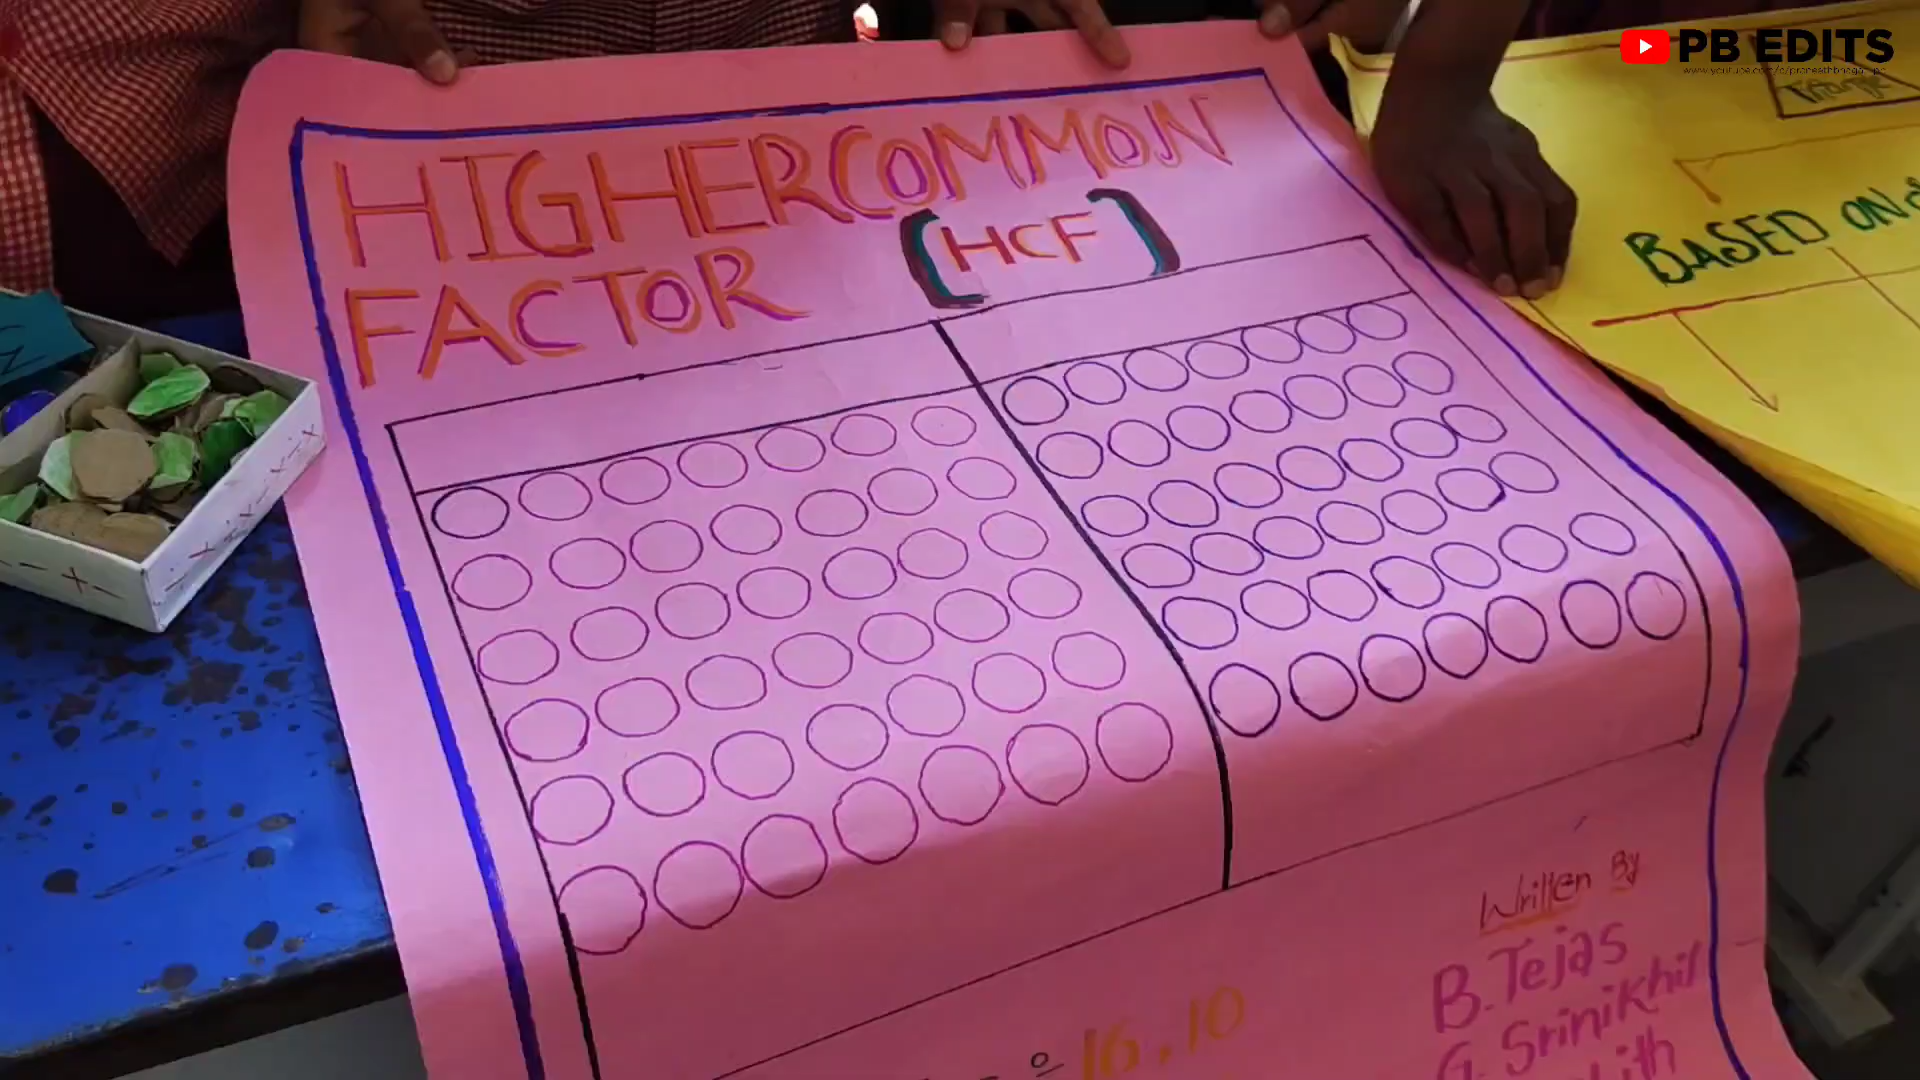 PB EDITS
HIGHERCOMMON
FACTOR [HCF]
BASED ON
Written By
B. Tejas
G. Srinikhil
16, 10